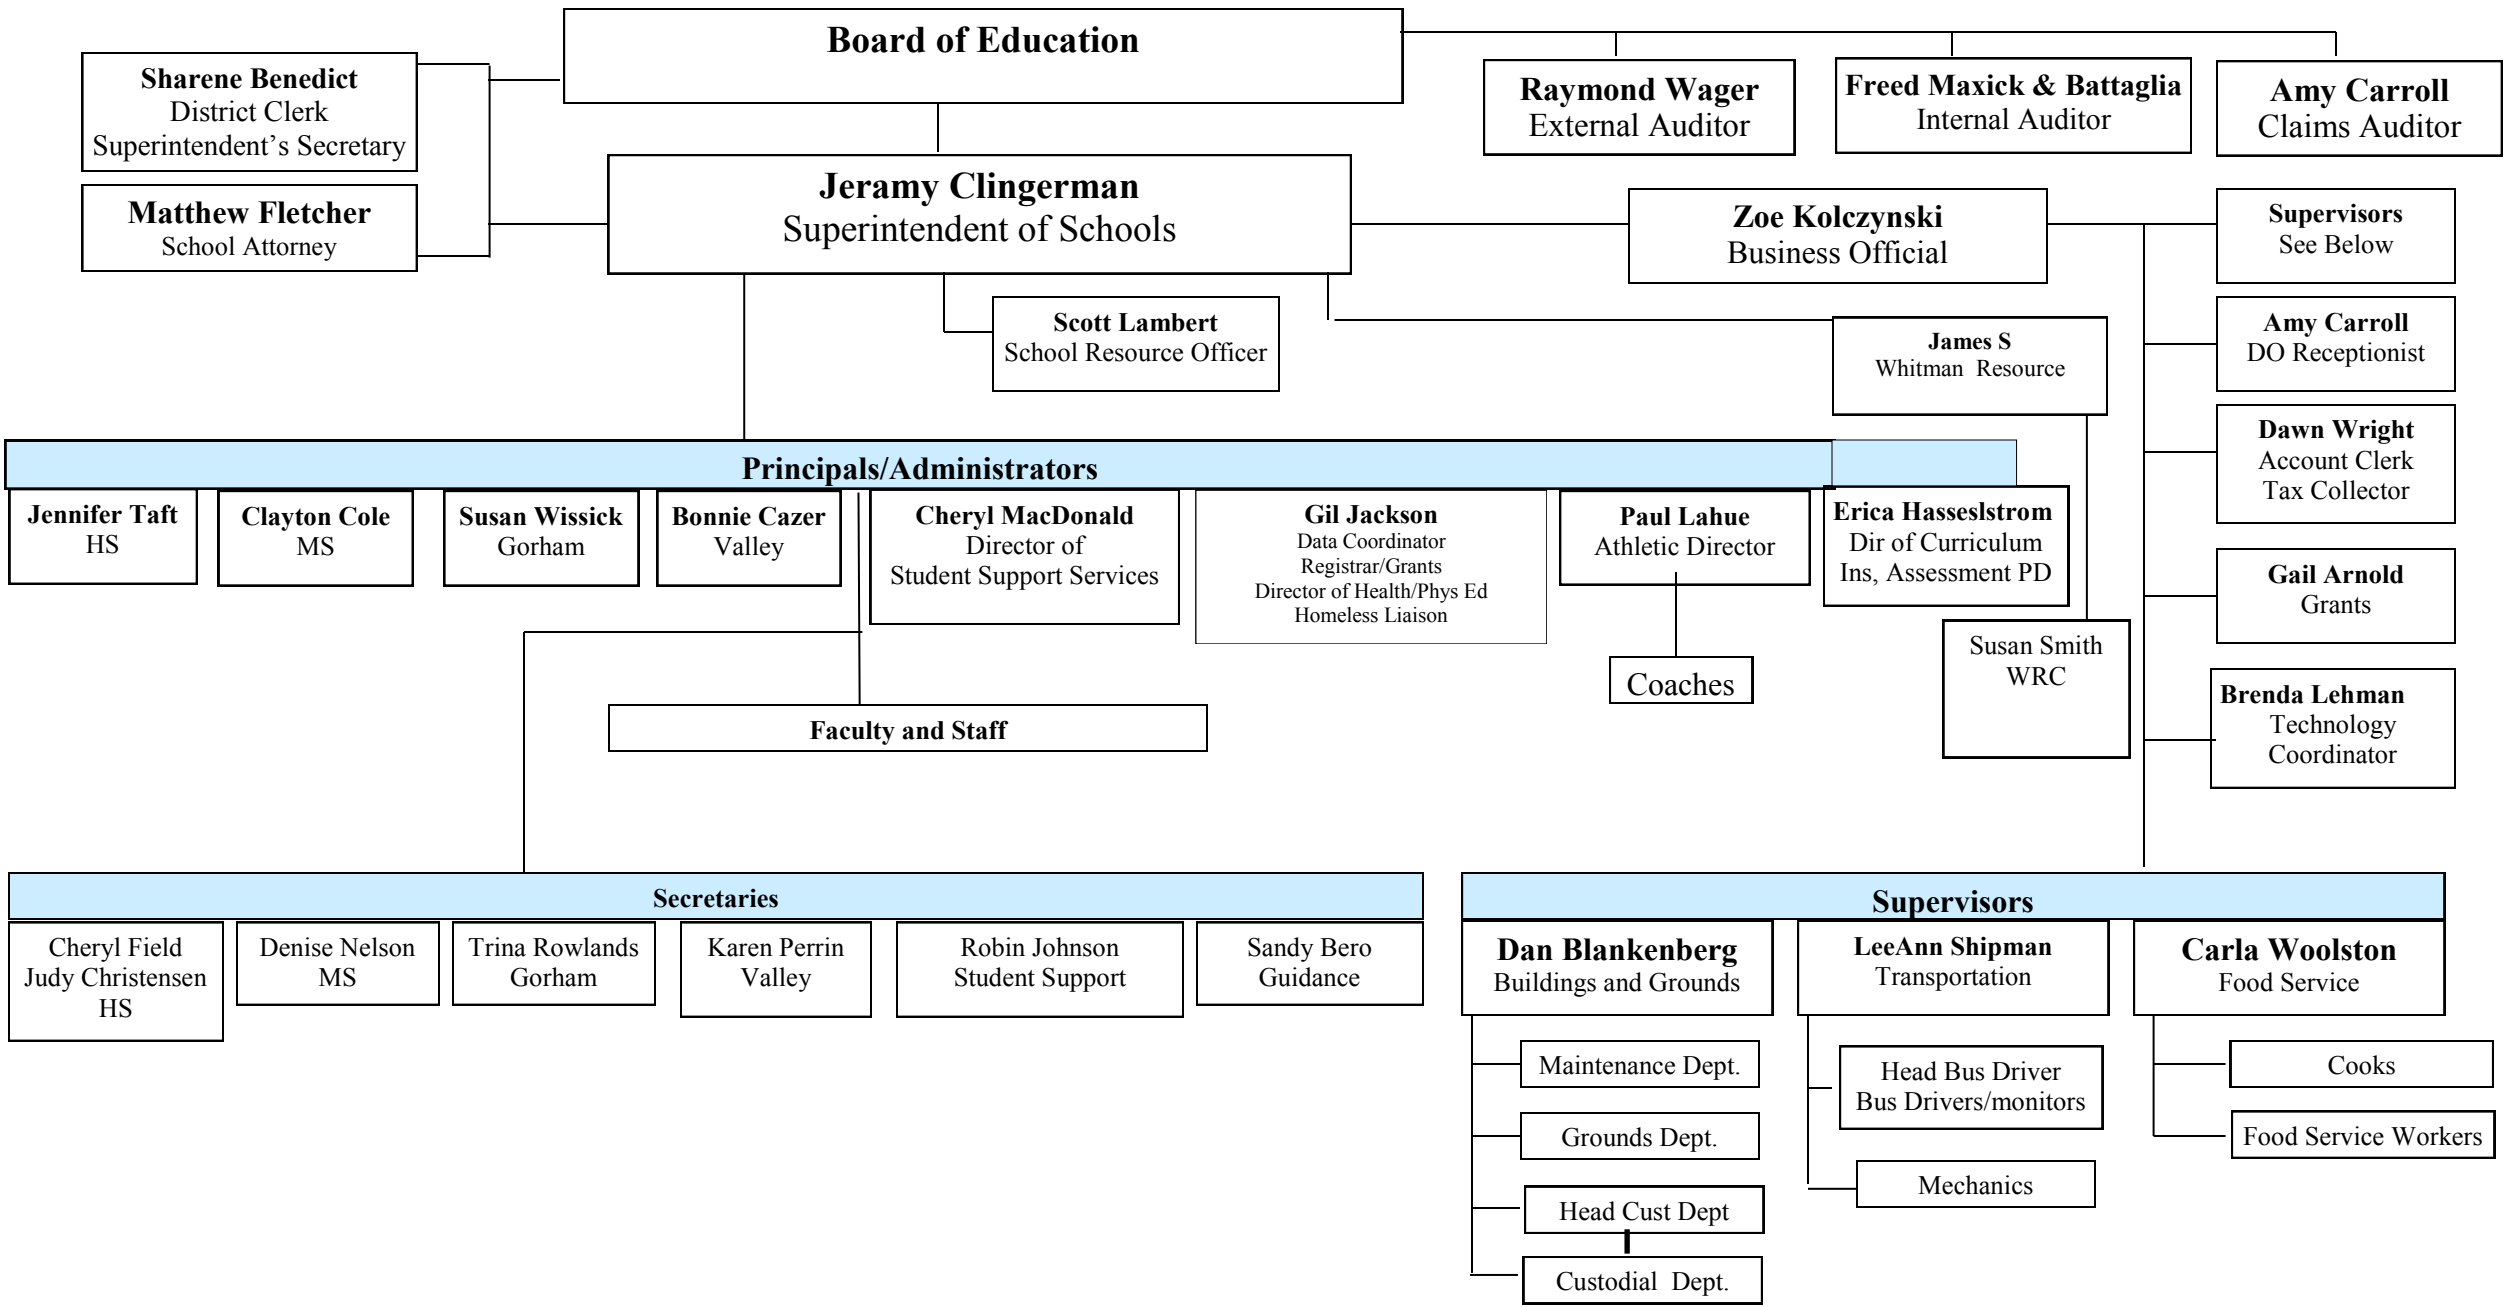 Board of Education
Sharene Benedict
District Clerk
Superintendent’s Secretary
Raymond Wager
External Auditor
Freed Maxick & Battaglia
Internal Auditor
Amy Carroll
Claims Auditor
Matthew Fletcher
School Attorney
Jeramy Clingerman
Superintendent of Schools
Zoe Kolczynski
Business Official
Supervisors
See Below
Scott Lambert
School Resource Officer
James S
Whitman  Resource
Amy Carroll
DO Receptionist
Dawn Wright
Account Clerk
Tax Collector
Gail Arnold
Grants
Brenda Lehman
Technology
Coordinator
Principals/Administrators
Jennifer Taft
HS
Clayton Cole
MS
Susan Wissick
Gorham
Bonnie Cazer
Valley
Cheryl MacDonald
Director of
Student Support Services
Gil Jackson
Data Coordinator
Registrar/Grants
Director of Health/Phys Ed
Homeless Liaison
Paul Lahue
Athletic Director
Erica Hasseslstrom
Dir of Curriculum
Ins, Assessment PD
Coaches
Susan Smith
WRC
Faculty and Staff
Secretaries
Cheryl Field
Judy Christensen
HS
Denise Nelson
MS
Trina Rowlands
Gorham
Karen Perrin
Valley
Robin Johnson
Student Support
Sandy Bero
Guidance
Supervisors
Dan Blankenberg
Buildings and Grounds
LeeAnn Shipman
Transportation
Carla Woolston
Food Service
Maintenance Dept.
Grounds Dept.
Head Cust Dept
Custodial  Dept.
Head Bus Driver
Bus Drivers/monitors
Mechanics
Cooks
Food Service Workers